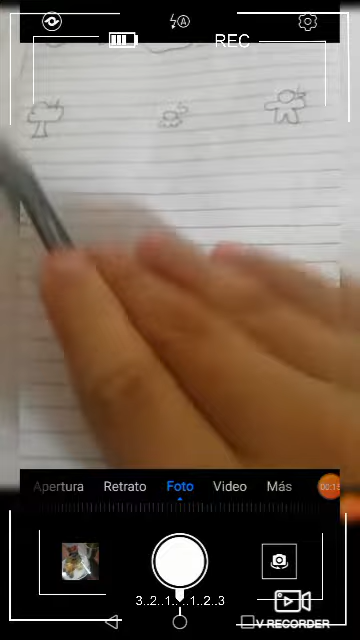 A
REC
Apertura Retrato Foto Video Más
00:15
3..2..1....1..2..3
V RECORDER